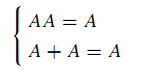 AA = A
A + A = A